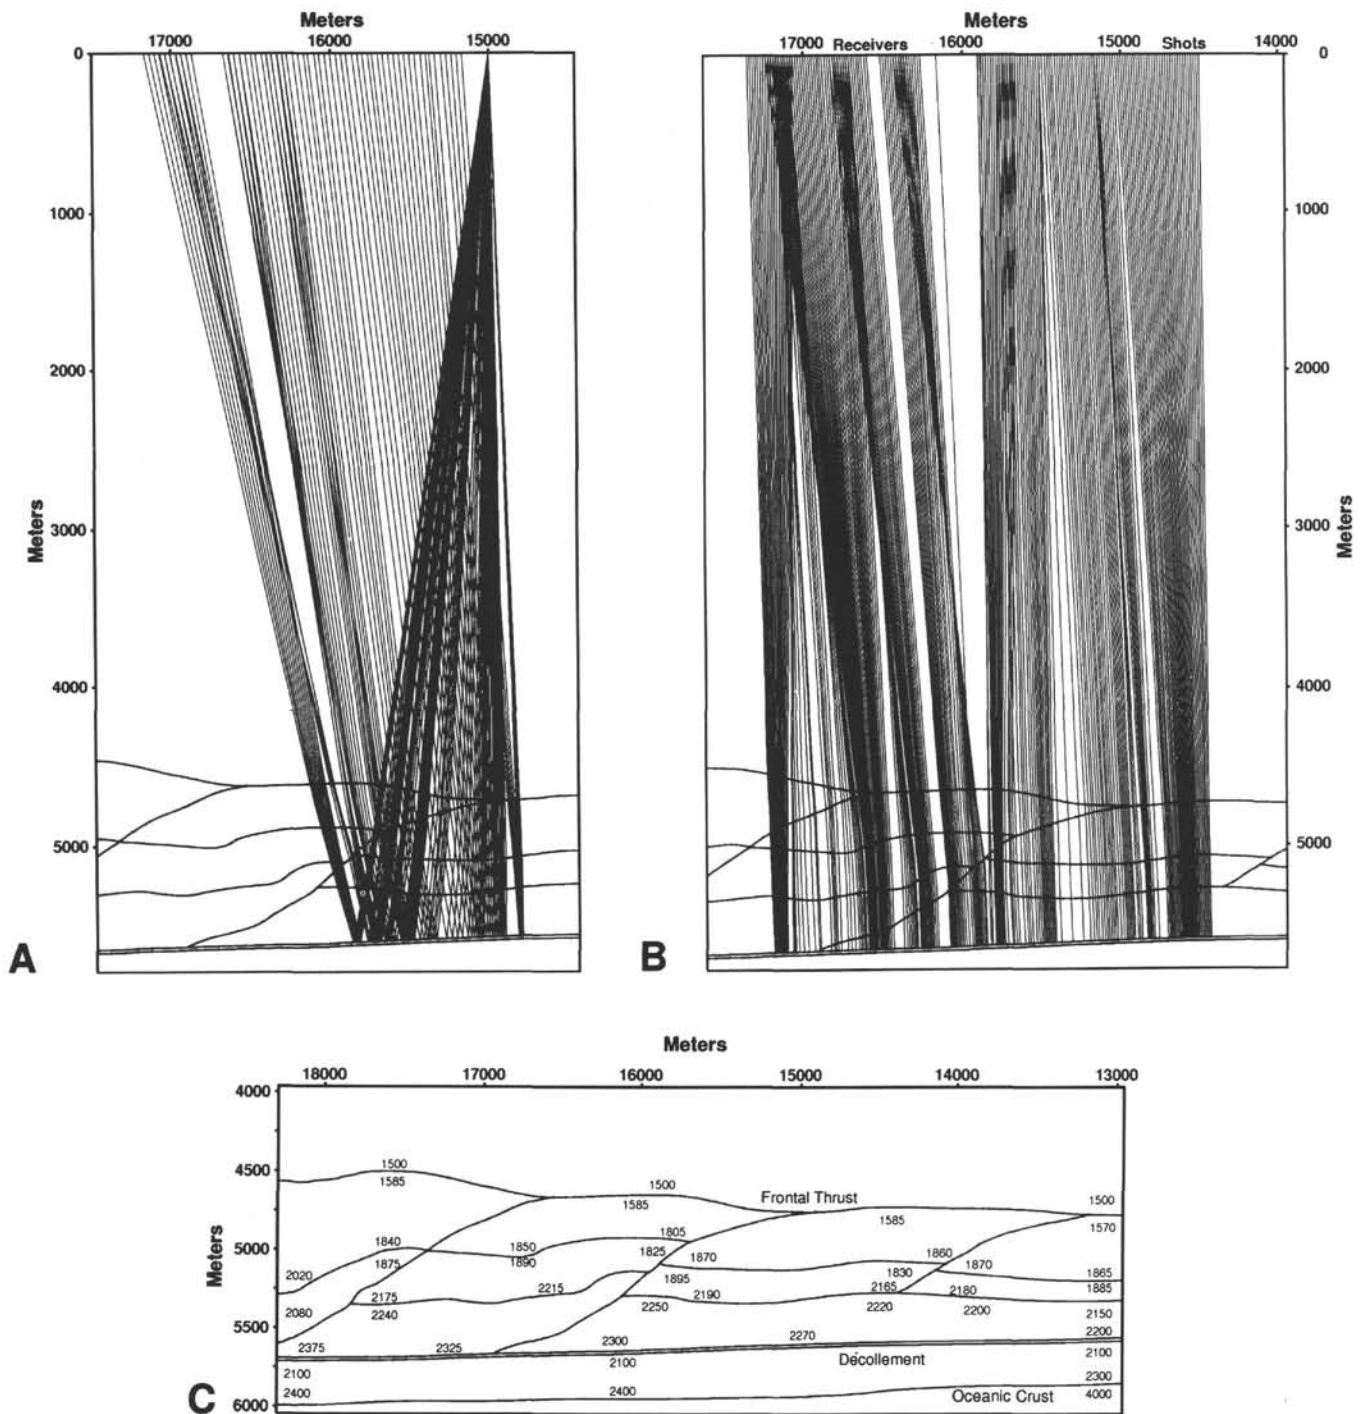 Meters
17000 16000 15000
0
1000
2000
3000
4000
5000
Meters
A
Meters
17000 Receivers 16000 15000 Shots 14000
0
1000
2000
3000
4000
5000
Meters
B
Meters
18000 17000 16000 15000 14000 13000
4000
4500
5000
5500
6000
Meters
1500 1500 Frontal Thrust 1500
1585 1585 1585 1570
1840 1850 1805 1860
2020 1875 1890 1825 1870 1830 1870 1865
2215 1895 2165 2180 1885
2080 2175 2190
2240 2250 2220 2200 2150
2375 2325 2300 2270 2200
2100 Décollement 2100
2100 2300
2400 2400 Oceanic Crust 4000
C